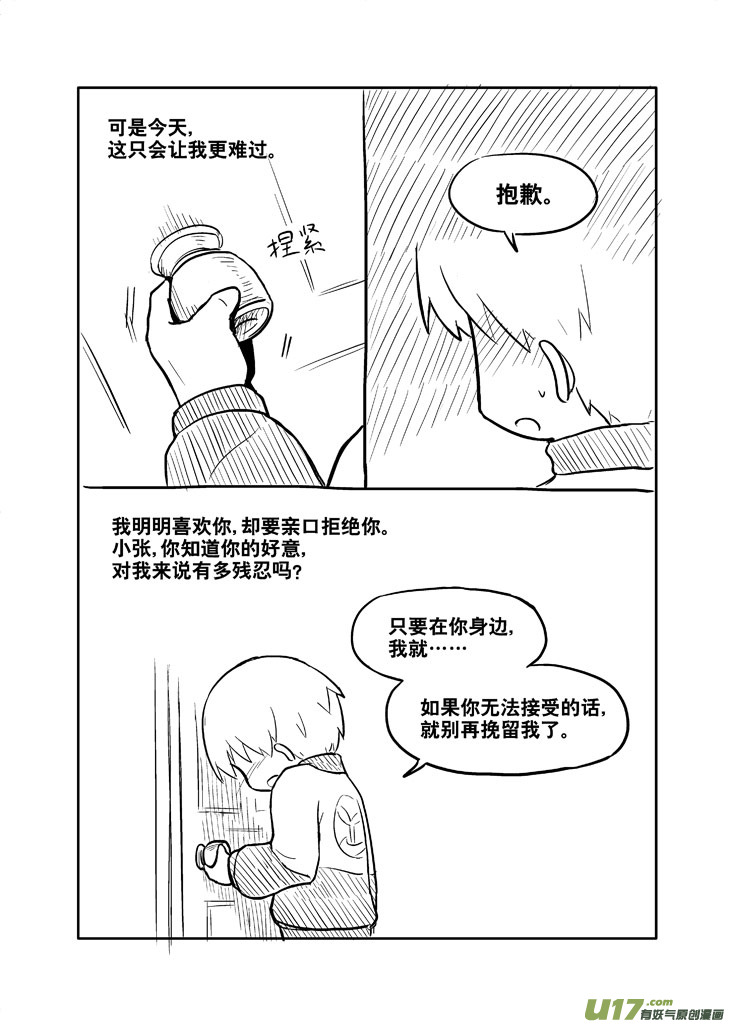 可是今天，
这只会让我更难过。
捏紧
抱歉。
我明明喜欢你，却要亲口拒绝你。
小张，你知道你的好意，
对我来说有多残忍吗？
只要在你身边，
我就……
如果你无法接受的话，
就别再挽留我了。
U17.com
有妖气原创漫画